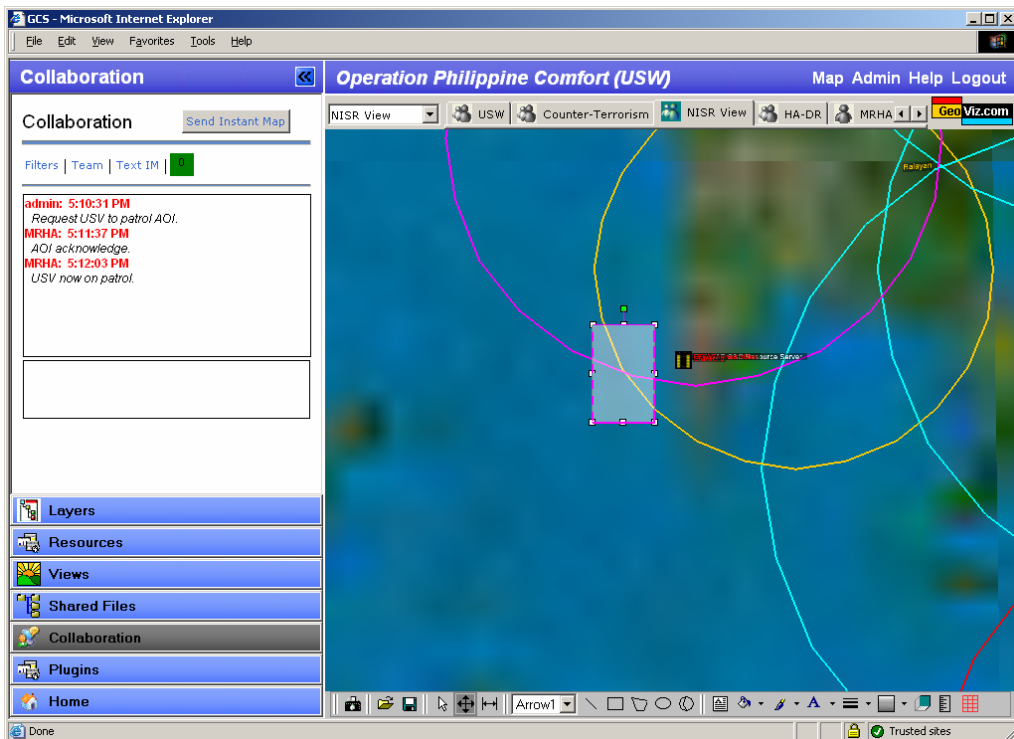 GCS - Microsoft Internet Explorer
File Edit View Favorites Tools Help
Collaboration
Operation Philippine Comfort (USW)
Map Admin Help Logout
Collaboration
Send Instant Map
NISR View
USW
Counter-Terrorism
NISR View
HA-DR
MRHA
GeoViz.com
Filters | Team | Text IM | 0
admin: 5:10:31 PM
Request USV to patrol AOI.
MRHA: 5:11:37 PM
AOI acknowledge.
MRHA: 5:12:03 PM
USV now on patrol.
Balayan
Resource Server
Layers
Resources
Views
Shared Files
Collaboration
Plugins
Home
Arrow1
A
Done
Trusted sites